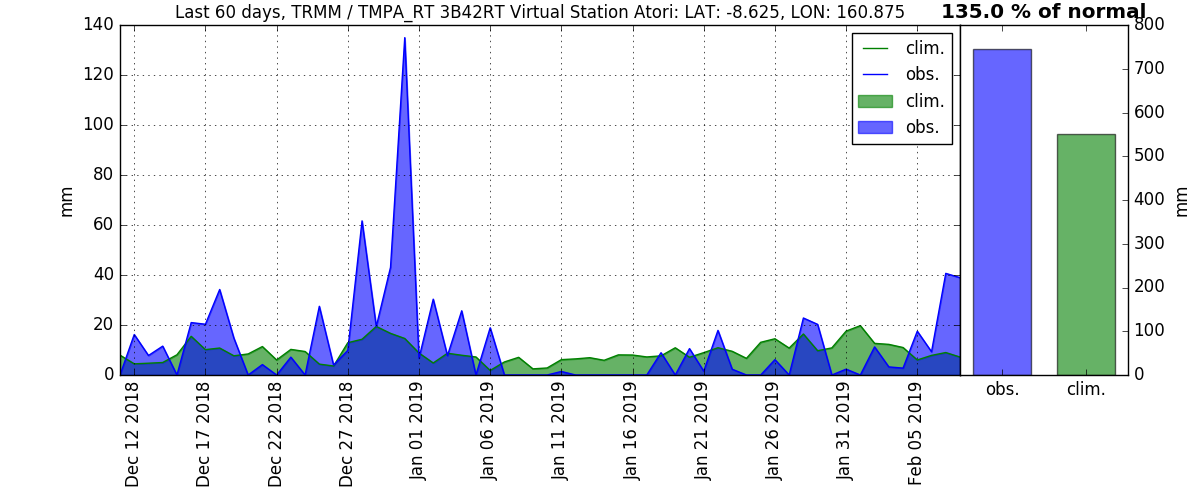 Last 60 days, TRMM / TMPA_RT 3B42RT Virtual Station Atori: LAT: -8.625, LON: 160.875
135.0 % of normal
140
120
100
80
60
40
20
0
mm
clim.
obs.
clim.
obs.
800
700
600
500
400
300
200
100
0
mm
Dec 12 2018
Dec 17 2018
Dec 22 2018
Dec 27 2018
Jan 01 2019
Jan 06 2019
Jan 11 2019
Jan 16 2019
Jan 21 2019
Jan 26 2019
Jan 31 2019
Feb 05 2019
obs.
clim.